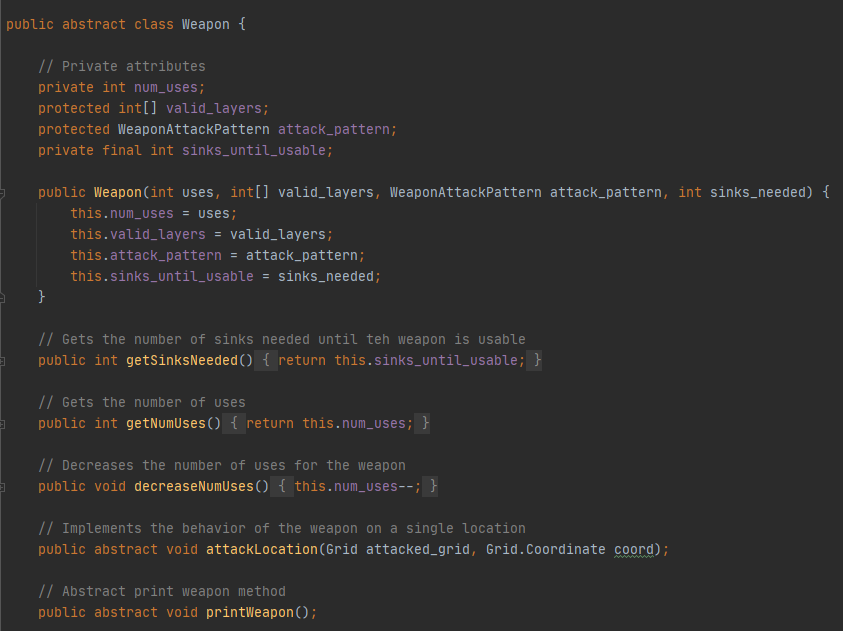 public abstract class Weapon {
// Private attributes
private int num_uses;
protected int[] valid_layers;
protected WeaponAttackPattern attack_pattern;
private final int sinks_until_usable;
public Weapon(int uses, int[] valid_layers, WeaponAttackPattern attack_pattern, int sinks_needed) {
this.num_uses = uses;
this.valid_layers = valid_layers;
this.attack_pattern = attack_pattern;
this.sinks_until_usable = sinks_needed;
}
// Gets the number of sinks needed until teh weapon is usable
public int getSinksNeeded() { return this.sinks_until_usable; }
// Gets the number of uses
public int getNumUses() { return this.num_uses; }
// Decreases the number of uses for the weapon
public void decreaseNumUses() { this.num_uses--; }
// Implements the behavior of the weapon on a single location
public abstract void attackLocation(Grid attacked_grid, Grid.Coordinate coord);
// Abstract print weapon method
public abstract void printWeapon();